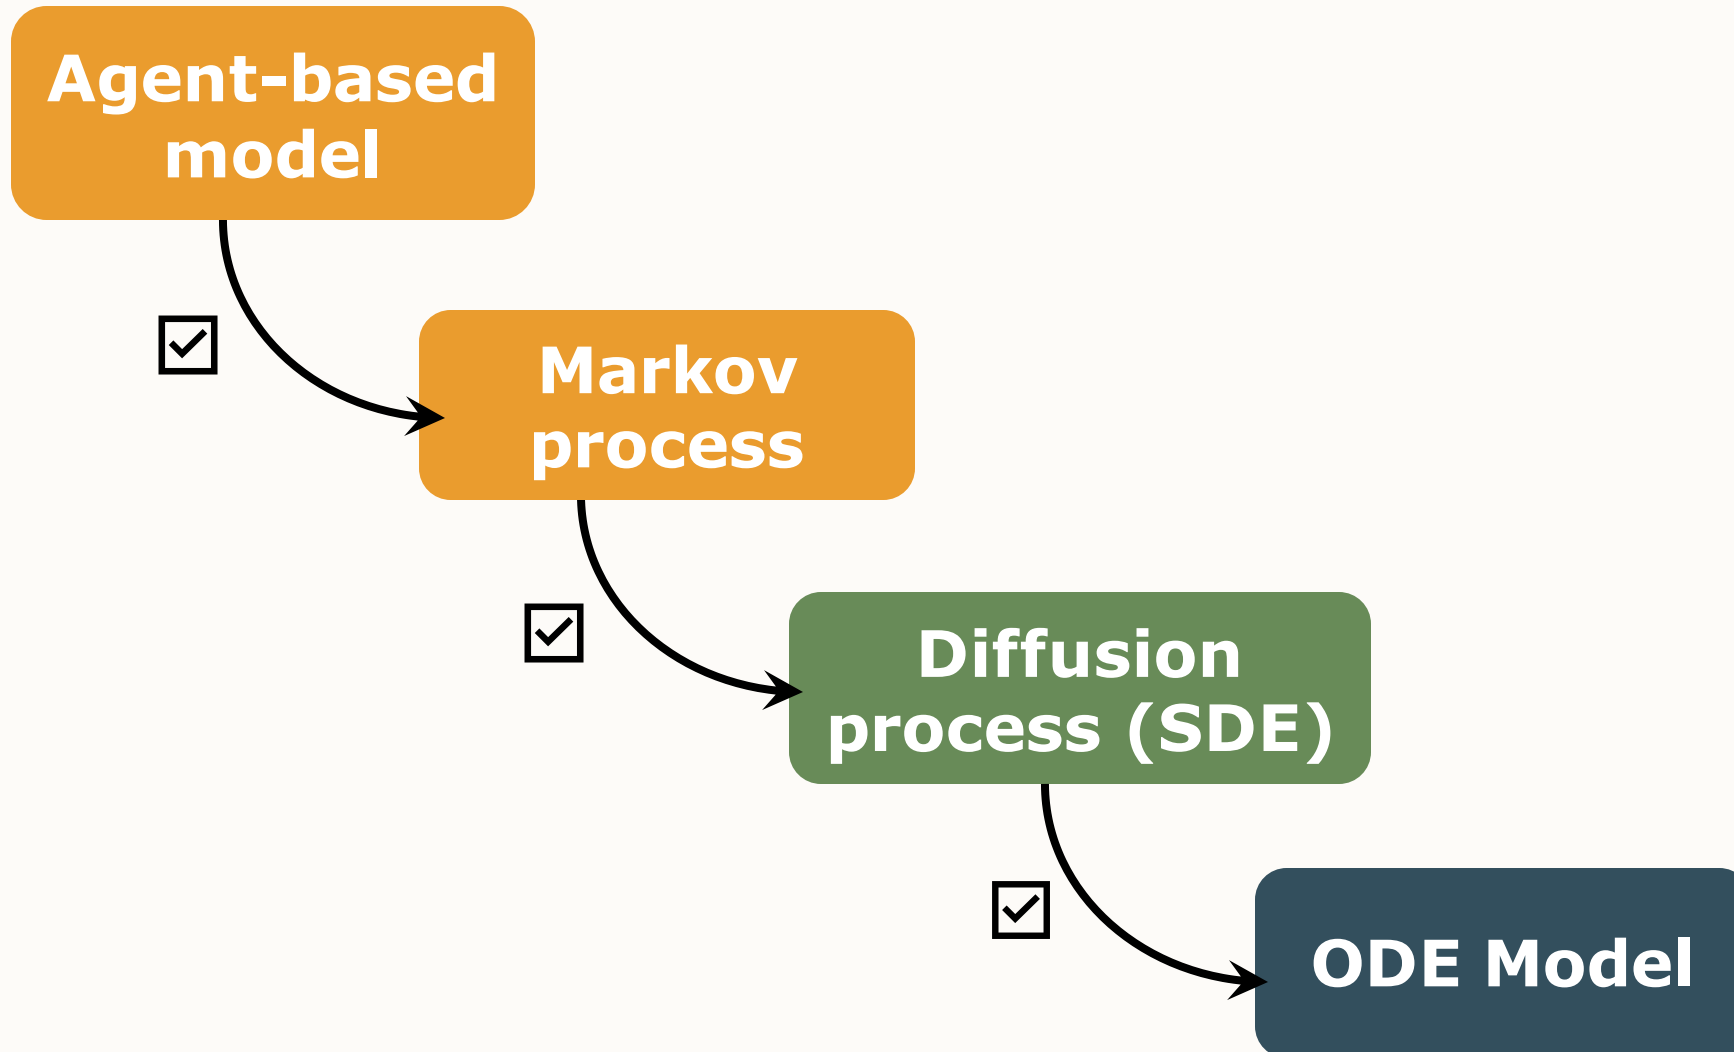 Agent-based
model
Markov
process
Diffusion
process (SDE)
ODE Model